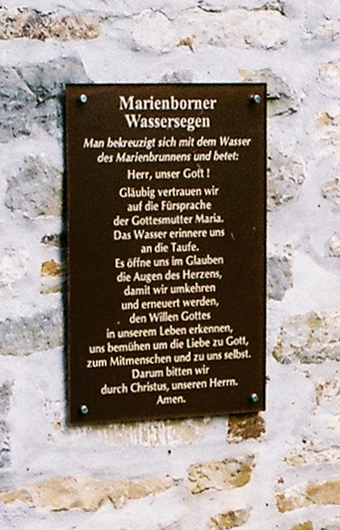 Marienborner
Wassersegen
Man bekreuzigt sich mit dem Wasser
des Marienbrunnens und betet:
Herr, unser Gott !
Gläubig vertrauen wir
auf die Fürsprache
der Gottesmutter Maria.
Das Wasser erinnere uns
an die Taufe.
Es öffne uns im Glauben
die Augen des Herzens,
damit wir umkehren
und erneuert werden,
den Willen Gottes
in unserem Leben erkennen,
uns bemühen um die Liebe zu Gott,
zum Mitmenschen und zu uns selbst.
Darum bitten wir
durch Christus, unseren Herrn.
Amen.